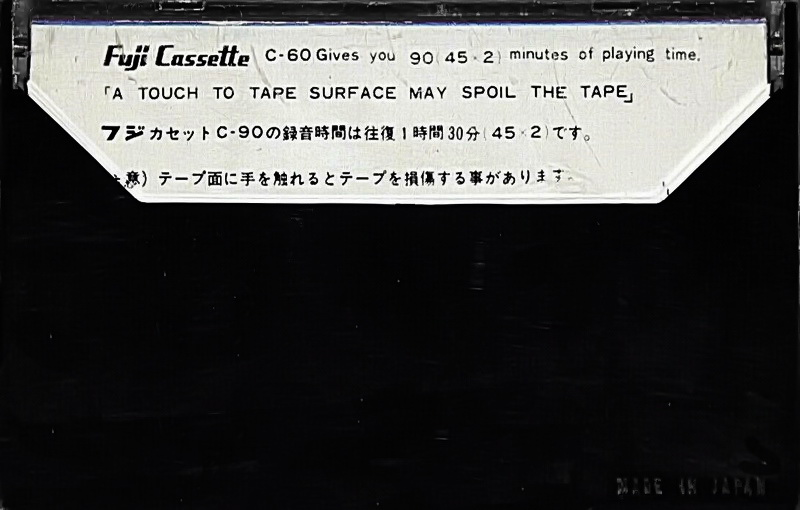 Fuji Cassette C-60 Gives you 90(45×2) minutes of playing time.
「A TOUCH TO TAPE SURFACE MAY SPOIL THE TAPE」
フジカセットC-90の録音時間は往復1時間30分(45×2)です。
意)テープ面に手を触れるとテープを損傷する事があります。
MADE IN JAPAN